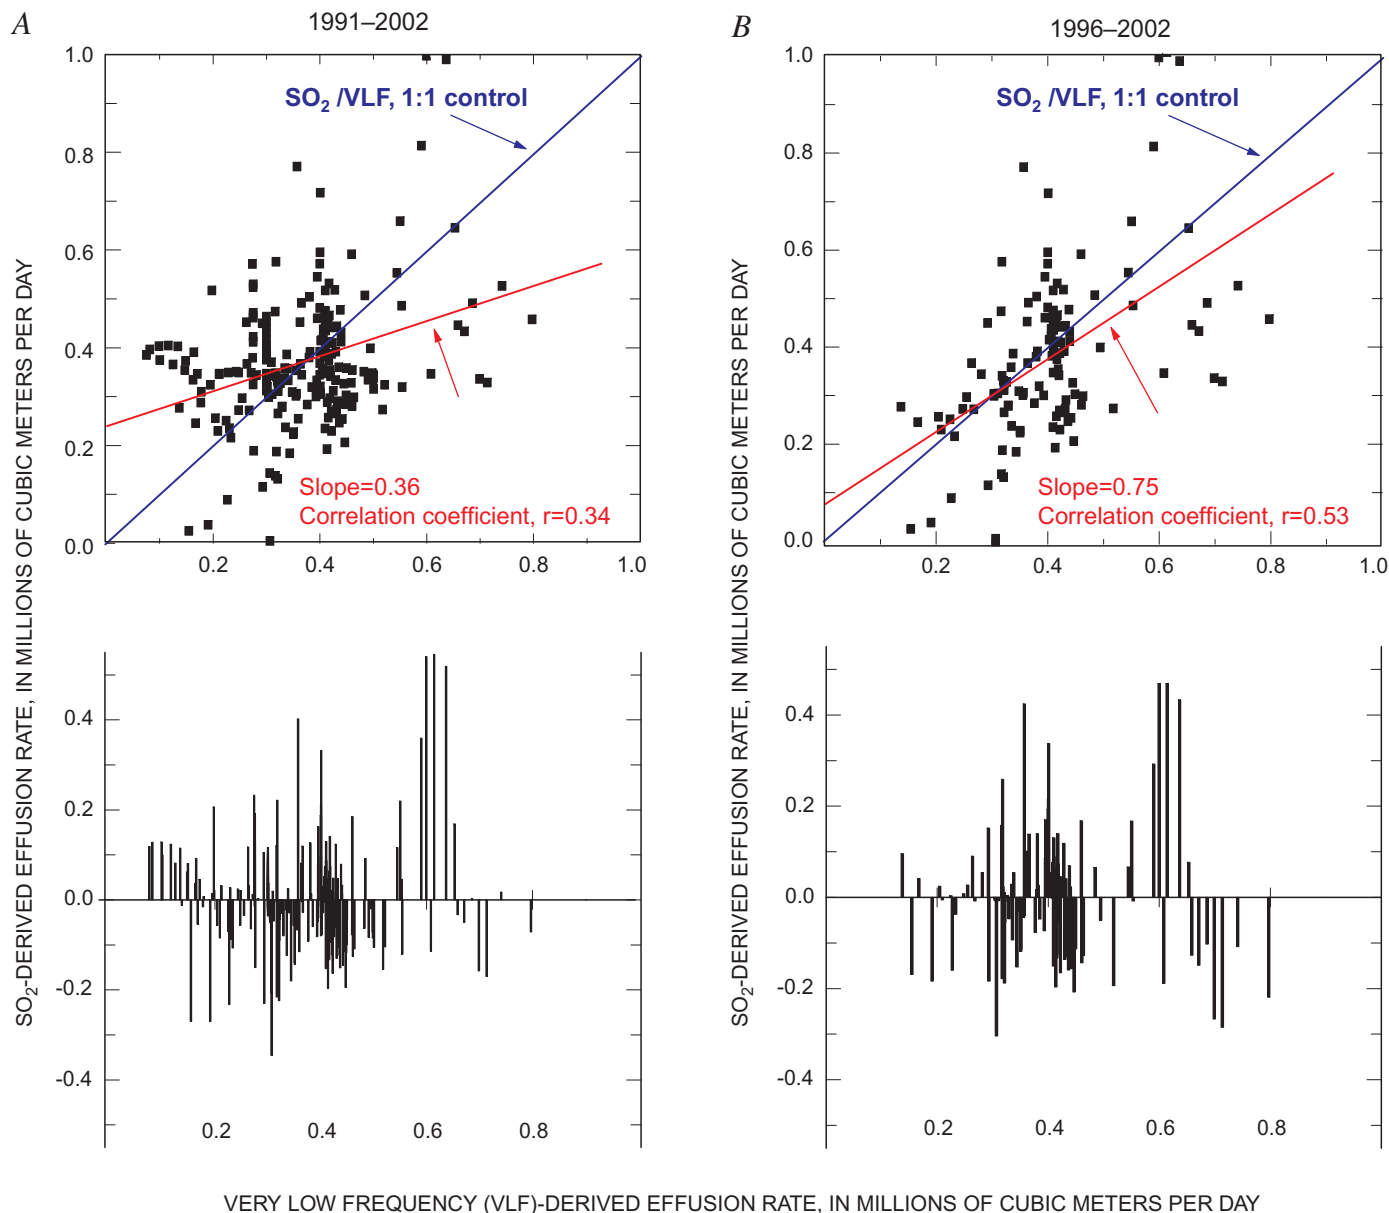 A
1991–2002
1.0
0.8
0.6
0.4
0.2
0.0
SO2 /VLF, 1:1 control
Slope=0.36
Correlation coefficient, r=0.34
0.2 0.4 0.6 0.8 1.0
SO2-DERIVED EFFUSION RATE, IN MILLIONS OF CUBIC METERS PER DAY
0.4
0.2
0.0
-0.2
-0.4
0.2 0.4 0.6 0.8
B
1996–2002
1.0
0.8
0.6
0.4
0.2
0.0
SO2 /VLF, 1:1 control
Slope=0.75
Correlation coefficient, r=0.53
0.2 0.4 0.6 0.8 1.0
SO2-DERIVED EFFUSION RATE, IN MILLIONS OF CUBIC METERS PER DAY
0.4
0.2
0.0
-0.2
-0.4
0.2 0.4 0.6 0.8
VERY LOW FREQUENCY (VLF)-DERIVED EFFUSION RATE, IN MILLIONS OF CUBIC METERS PER DAY